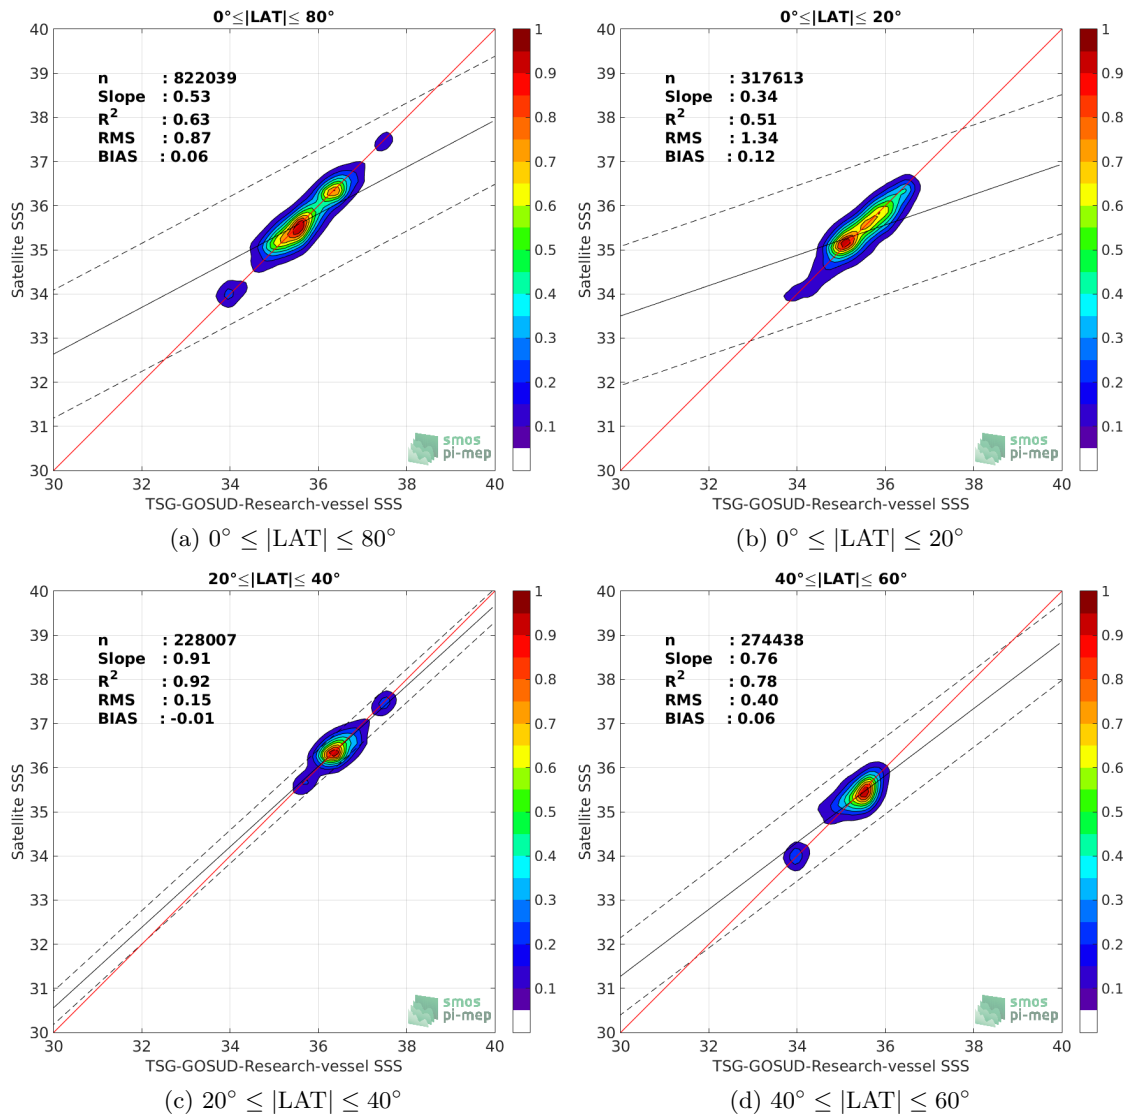 0°≤|LAT|≤ 80°
n : 822039
Slope : 0.53
R² : 0.63
RMS : 0.87
BIAS : 0.06
40
39
38
37
36
35
34
33
32
31
30
30 32 34 36 38 40
Satellite SSS
TSG-GOSUD-Research-vessel SSS
1
0.9
0.8
0.7
0.6
0.5
0.4
0.3
0.2
0.1
smos
pi-mep
(a) 0° ≤ |LAT| ≤ 80°
0°≤|LAT|≤ 20°
n : 317613
Slope : 0.34
R² : 0.51
RMS : 1.34
BIAS : 0.12
40
39
38
37
36
35
34
33
32
31
30
30 32 34 36 38 40
Satellite SSS
TSG-GOSUD-Research-vessel SSS
1
0.9
0.8
0.7
0.6
0.5
0.4
0.3
0.2
0.1
smos
pi-mep
(b) 0° ≤ |LAT| ≤ 20°
20°≤|LAT|≤ 40°
n : 228007
Slope : 0.91
R² : 0.92
RMS : 0.15
BIAS : -0.01
40
39
38
37
36
35
34
33
32
31
30
30 32 34 36 38 40
Satellite SSS
TSG-GOSUD-Research-vessel SSS
1
0.9
0.8
0.7
0.6
0.5
0.4
0.3
0.2
0.1
smos
pi-mep
(c) 20° ≤ |LAT| ≤ 40°
40°≤|LAT|≤ 60°
n : 274438
Slope : 0.76
R² : 0.78
RMS : 0.40
BIAS : 0.06
40
39
38
37
36
35
34
33
32
31
30
30 32 34 36 38 40
Satellite SSS
TSG-GOSUD-Research-vessel SSS
1
0.9
0.8
0.7
0.6
0.5
0.4
0.3
0.2
0.1
smos
pi-mep
(d) 40° ≤ |LAT| ≤ 60°